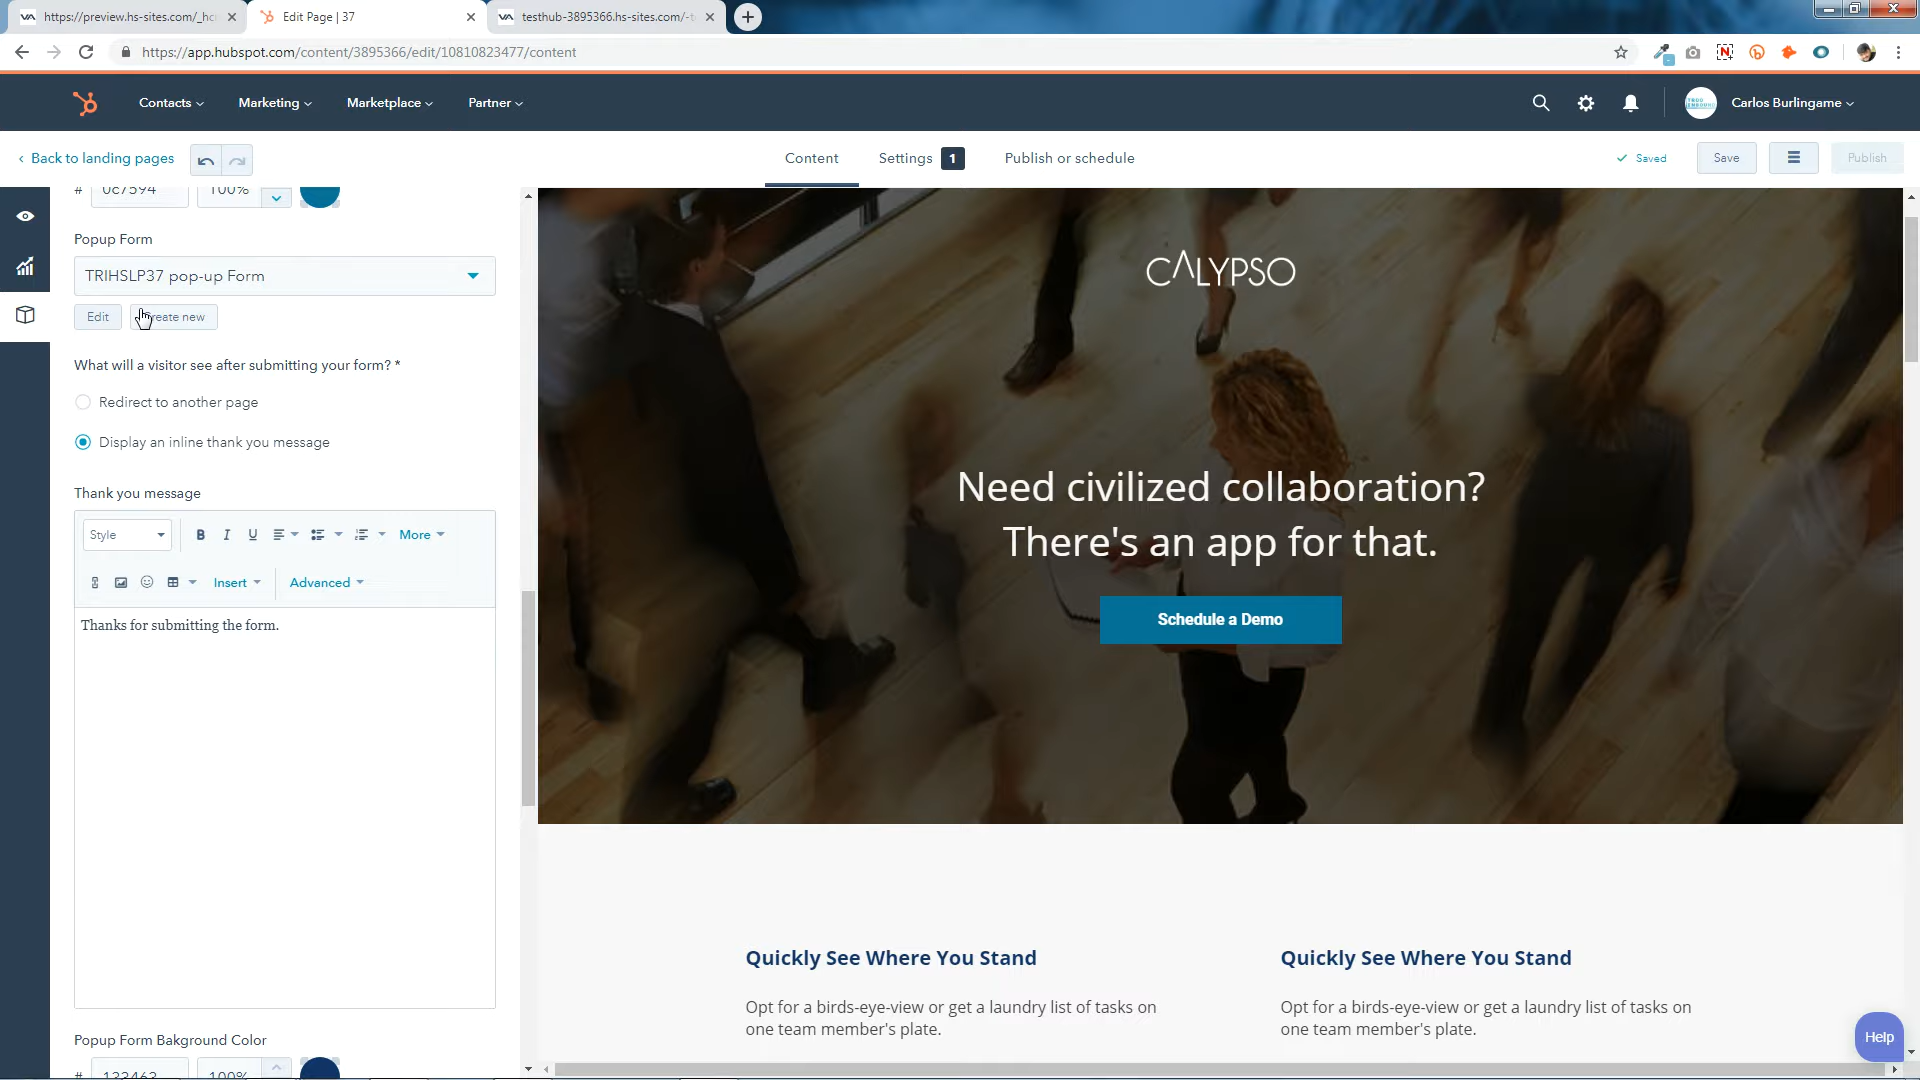 https://preview.hs-sites.com/_hc
Edit Page | 37
testhub-3895366.hs-sites.com/-t
https://app.hubspot.com/content/3895366/edit/10810823477/content
Contacts
Marketing
Marketplace
Partner
Carlos Burlingame
Back to landing pages
Content
Settings 1
Publish or schedule
Saved
Save
Publish
# 0c7594 100%
Popup Form
TRIHSLP37 pop-up Form
Edit
Create new
What will a visitor see after submitting your form? *
Redirect to another page
Display an inline thank you message
Thank you message
Style B I U More
Insert Advanced
Thanks for submitting the form.
Popup Form Bakground Color
# 123463 100%
CALYPSO
Need civilized collaboration?
There's an app for that.
Schedule a Demo
Quickly See Where You Stand
Opt for a birds-eye-view or get a laundry list of tasks on
one team member's plate.
Quickly See Where You Stand
Opt for a birds-eye-view or get a laundry list of tasks on
one team member's plate.
Help